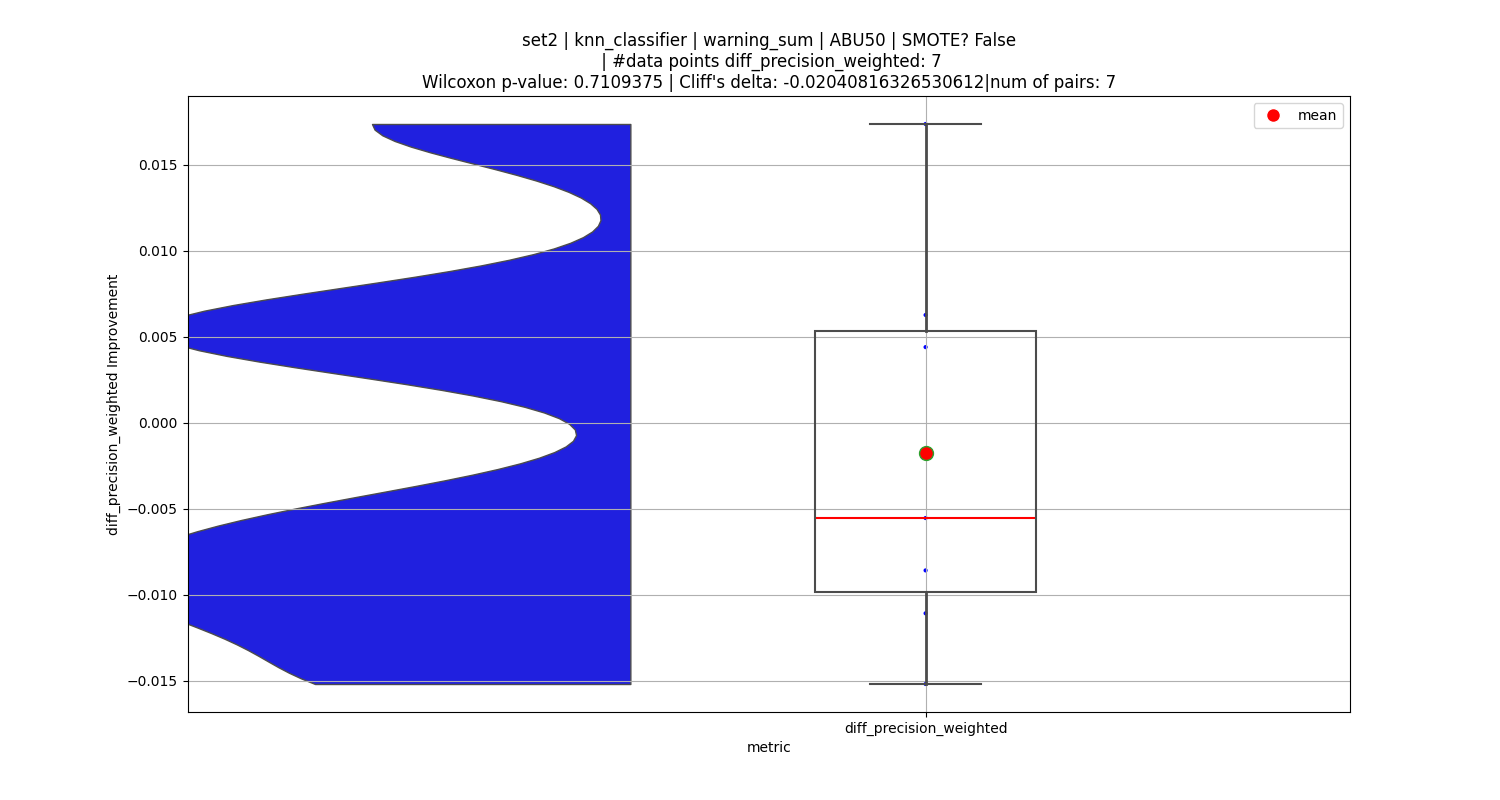 set2 | knn_classifier | warning_sum | ABU50 | SMOTE? False
| #data points diff_precision_weighted: 7
Wilcoxon p-value: 0.7109375 | Cliff's delta: -0.02040816326530612|num of pairs: 7
mean
0.015
0.010
0.005
0.000
−0.005
−0.010
−0.015
diff_precision_weighted Improvement
diff_precision_weighted
metric